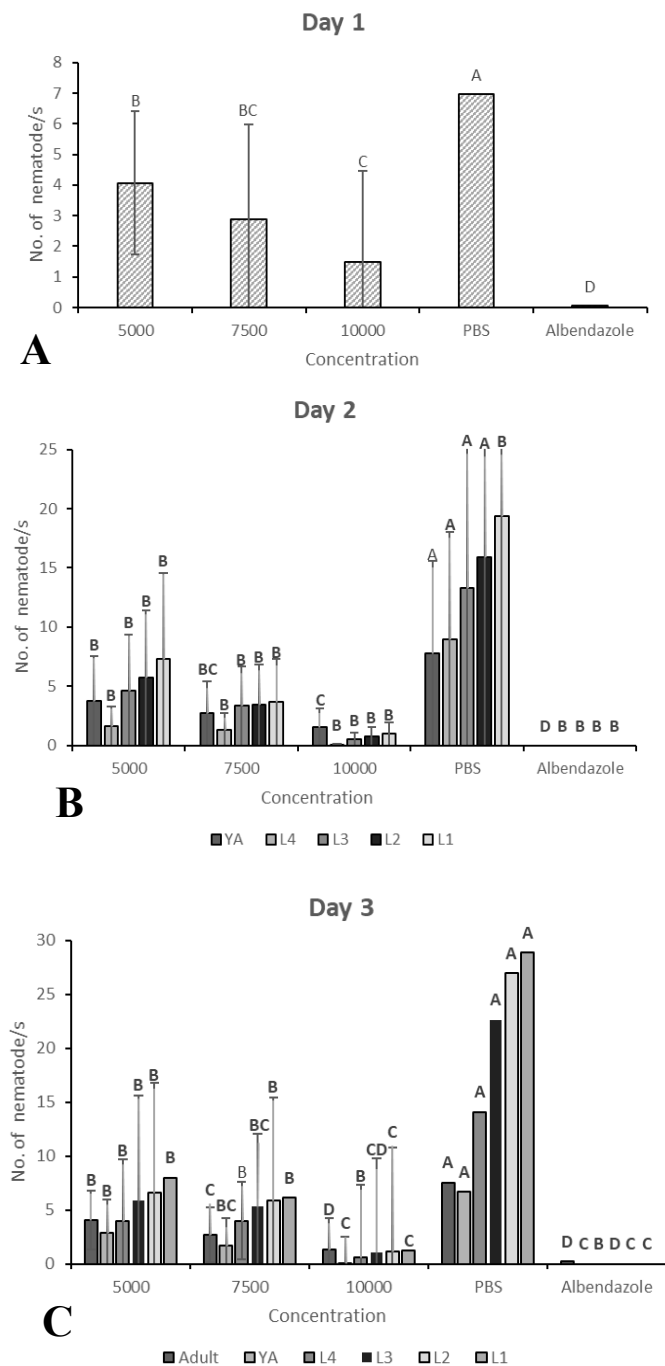 Day 1
8
7
6
5
4
3
2
1
0
No. of nematode/s
B
BC
C
A
D
5000 7500 10000 PBS Albendazole
Concentration
A
Day 2
25
20
15
10
5
0
No. of nematode/s
B B B B B
BC B B B B
C B B B B
A A A A B
D B B B B
5000 7500 10000 PBS Albendazole
Concentration
B
YA L4 L3 L2 L1
Day 3
30
25
20
15
10
5
0
No. of nematode/s
B B B B B B
C BC B BC B B
D C B CD C C
A A A A A A
D C B D C C
5000 7500 10000 PBS Albendazole
Concentration
C
Adult YA L4 L3 L2 L1